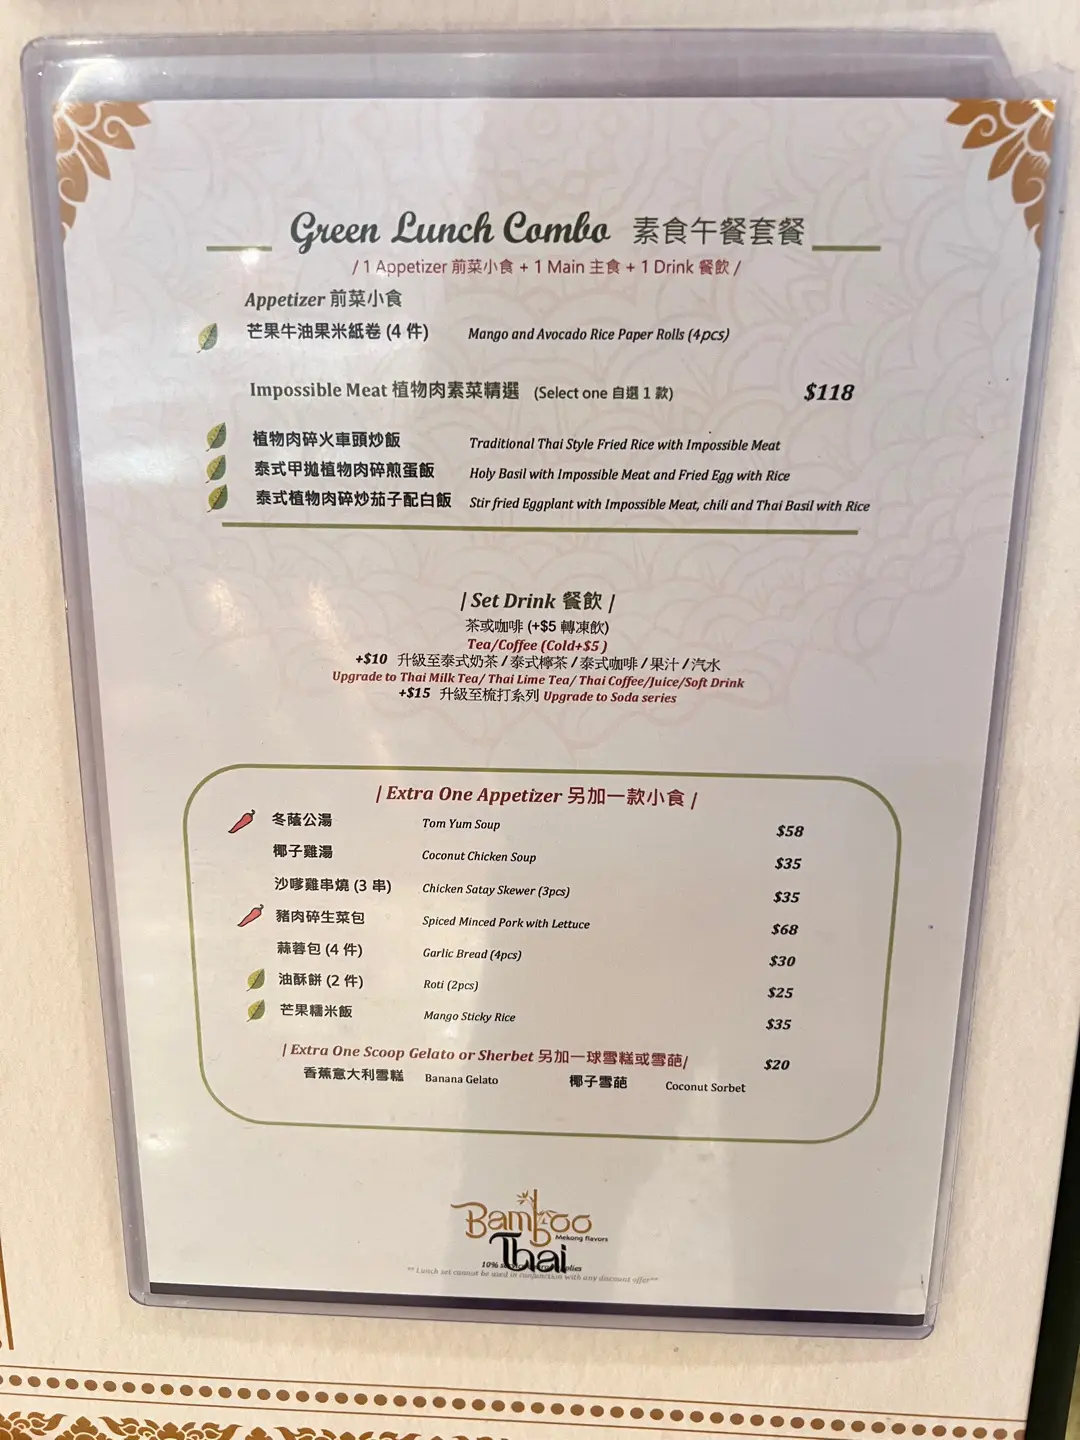 Green Lunch Combo 素食午餐套餐
/ 1 Appetizer 前菜小食 + 1 Main 主食 + 1 Drink 餐飲 /
Appetizer 前菜小食
芒果牛油果米紙卷 (4 件) Mango and Avocado Rice Paper Rolls (4pcs)
Impossible Meat 植物肉素菜精選 (Select one 自選 1 款) $118
植物肉碎火車頭炒飯 Traditional Thai Style Fried Rice with Impossible Meat
泰式甲拋植物肉碎煎蛋飯 Holy Basil with Impossible Meat and Fried Egg with Rice
泰式植物肉碎炒茄子配白飯 Stir fried Eggplant with Impossible Meat, chili and Thai Basil with Rice
| Set Drink 餐飲 |
茶或咖啡 (+$5 轉凍飲)
Tea/Coffee (Cold+$5 )
+$10 升級至泰式奶茶 / 泰式檸茶 / 泰式咖啡 / 果汁 / 汽水
Upgrade to Thai Milk Tea/ Thai Lime Tea/ Thai Coffee/Juice/Soft Drink
+$15 升級至梳打系列 Upgrade to Soda series
| Extra One Appetizer 另加一款小食 |
冬蔭公湯 Tom Yum Soup $58
椰子雞湯 Coconut Chicken Soup $35
沙嗲雞串燒 (3 串) Chicken Satay Skewer (3pcs) $35
豬肉碎生菜包 Spiced Minced Pork with Lettuce $68
蒜蓉包 (4 件) Garlic Bread (4pcs) $30
油酥餅 (2 件) Roti (2pcs) $25
芒果糯米飯 Mango Sticky Rice $35
| Extra One Scoop Gelato or Sherbet 另加一球雪糕或雪葩/ $20
香蕉意大利雪糕 Banana Gelato 椰子雪葩 Coconut Sorbet
Bamboo
Mekong flavors
Thai
10%
** Lunch set cannot be used in conjunction with any discount offer**